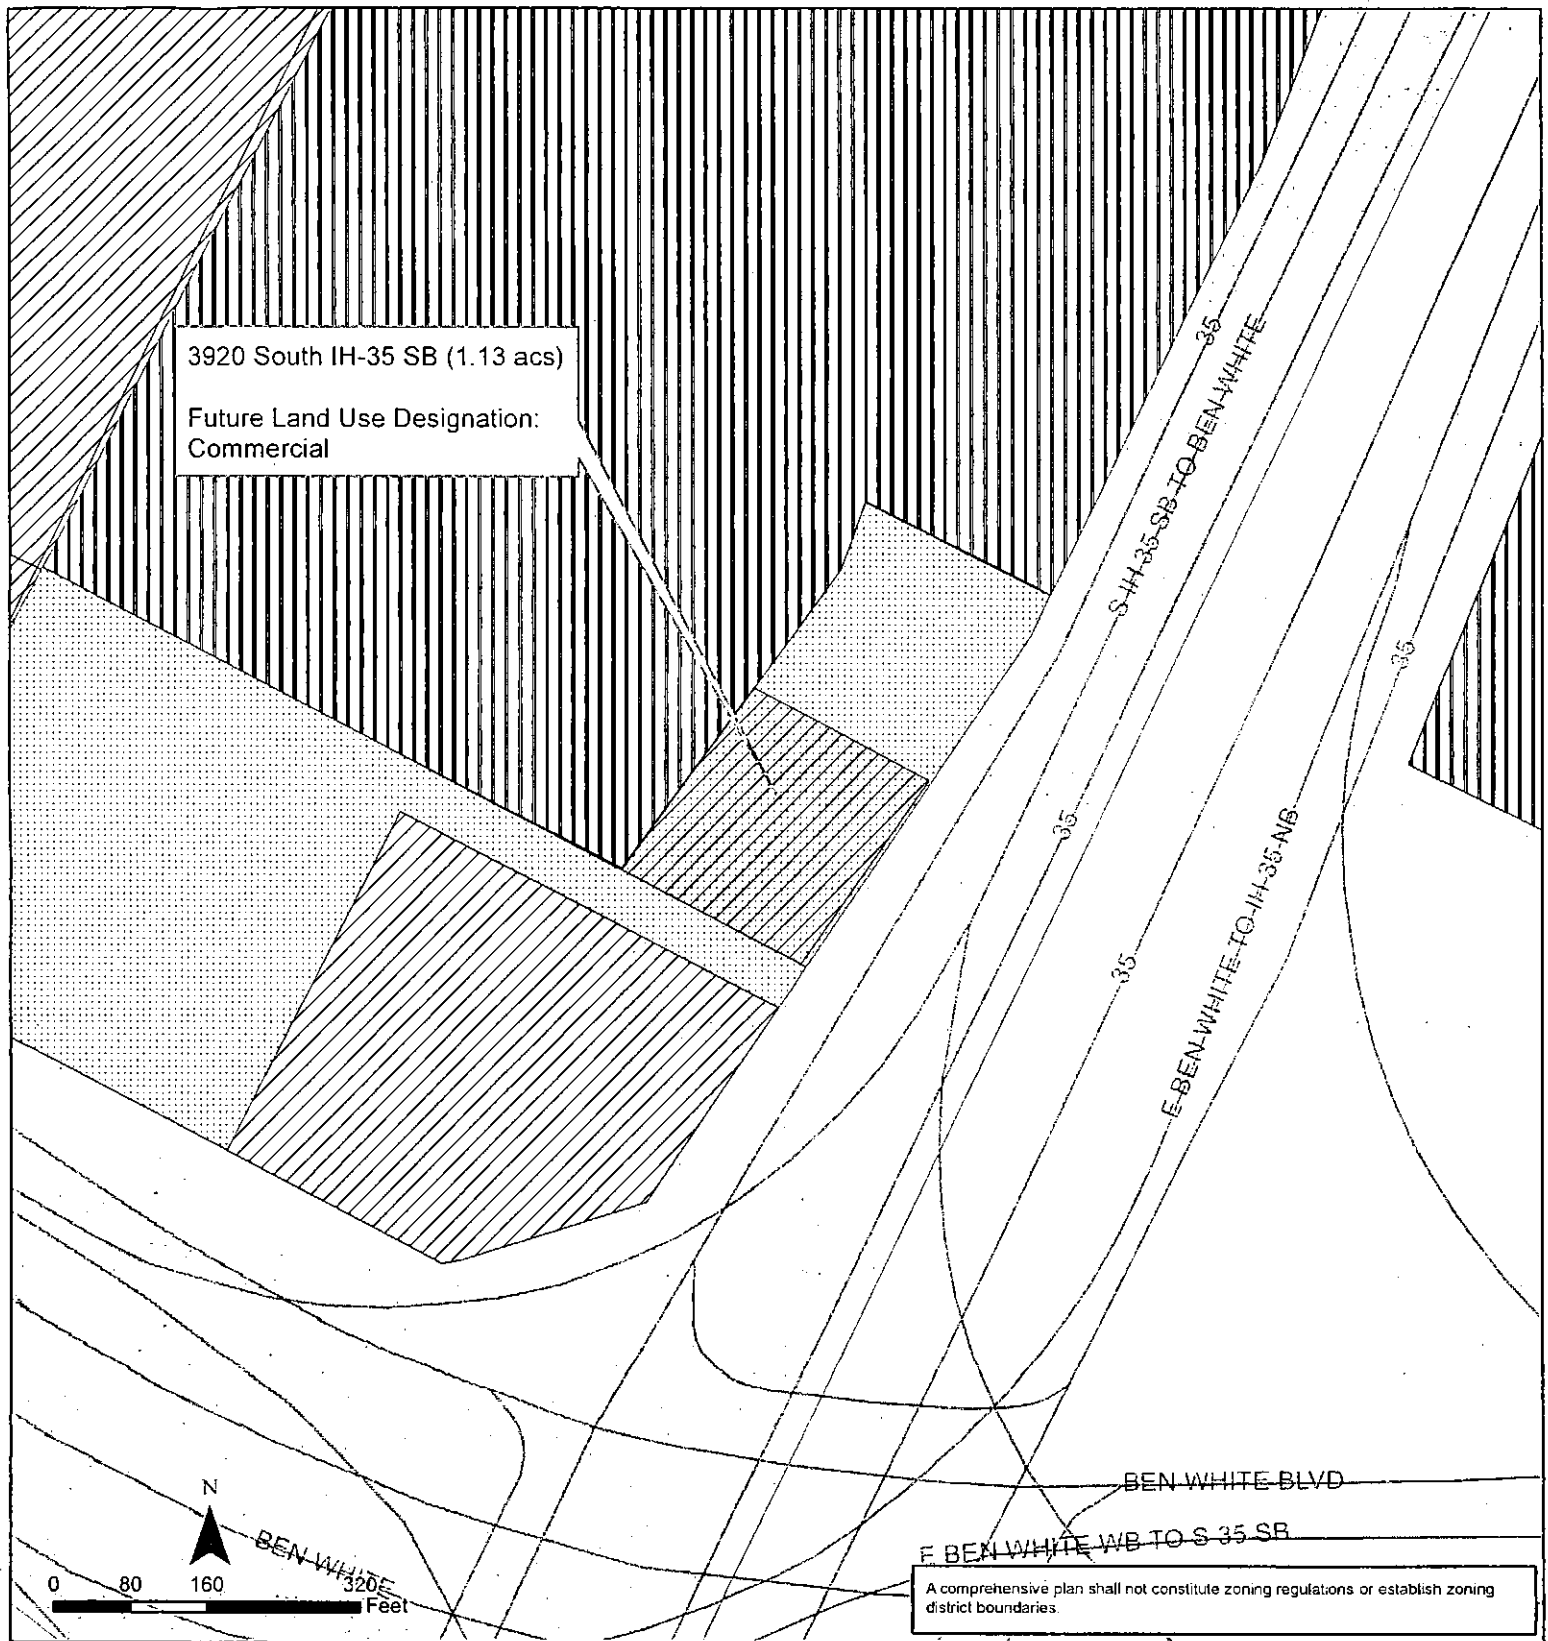 3920 South IH-35 SB (1.13 acs)
Future Land Use Designation:
Commercial
35
S IH 35 SB TO BEN WHITE
35
35
35
E BEN WHITE TO IH 35 NB
BEN WHITE BLVD
E BEN WHITE WB TO S 35 SB
BEN WHITE
N
0 80 160 320
Feet
A comprehensive plan shall not constitute zoning regulations or establish zoning
district boundaries.